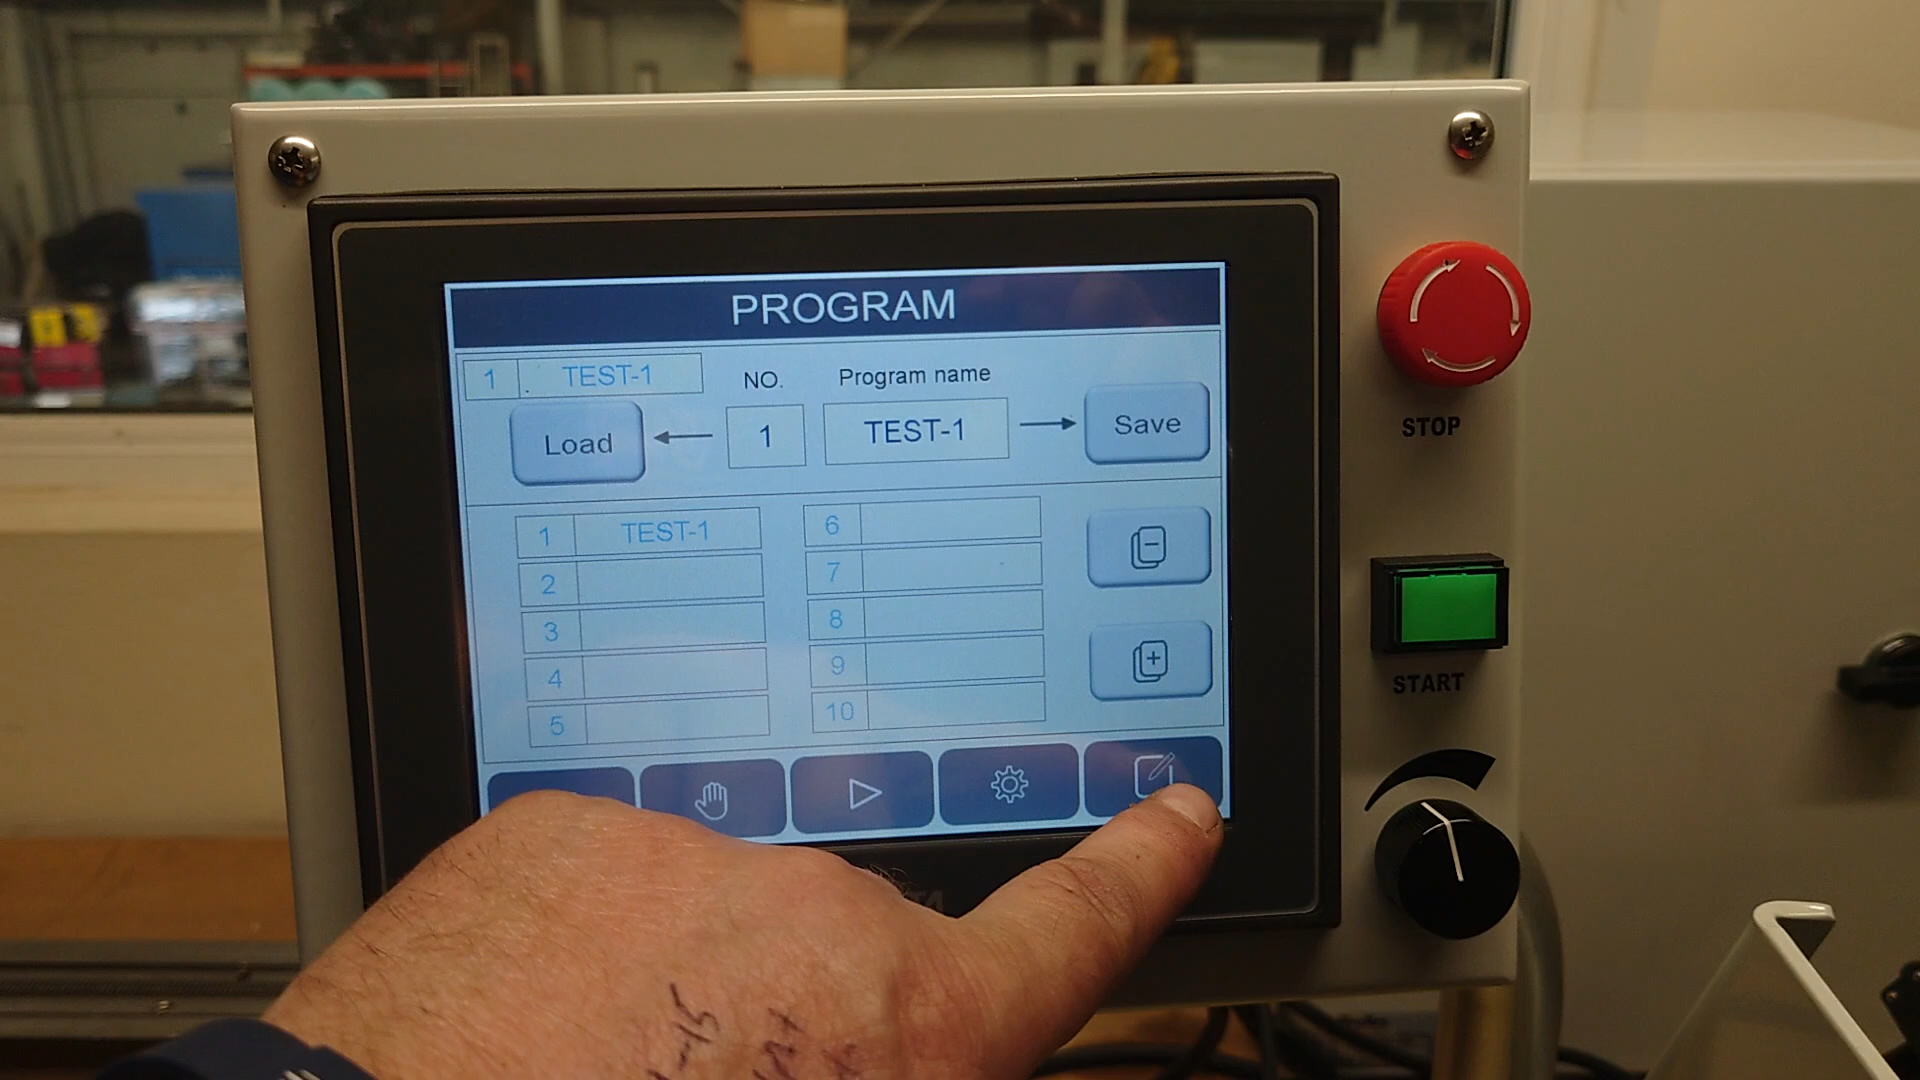 PROGRAM
1 TEST-1
NO.
Program name
Load
1
TEST-1
Save
1 TEST-1
2
3
4
5
6
7
8
9
10
STOP
START